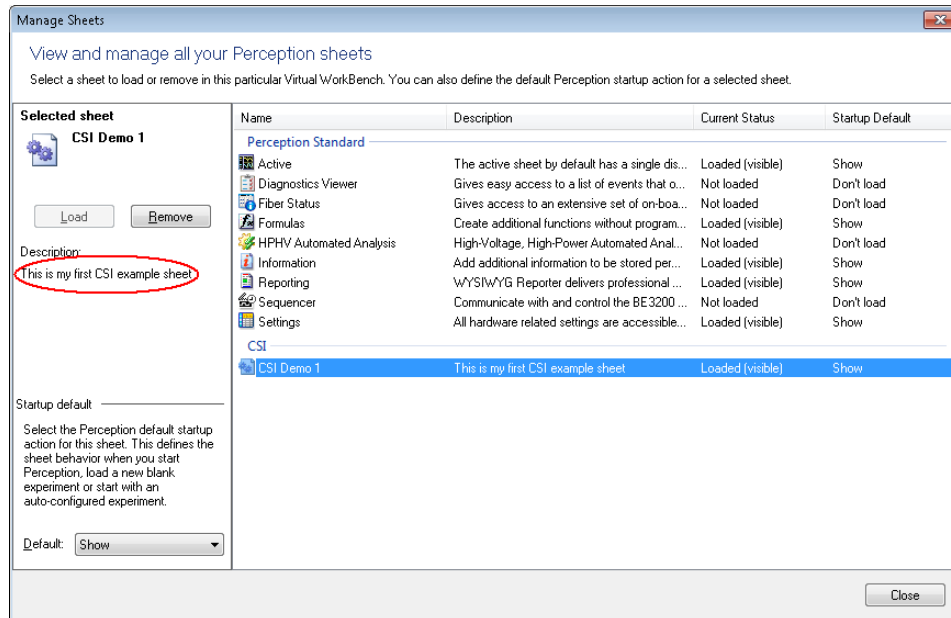 Manage Sheets
View and manage all your Perception sheets
Select a sheet to load or remove in this particular Virtual WorkBench. You can also define the default Perception startup action for a selected sheet.
Selected sheet
CSI Demo 1
Load Remove
Description:
This is my first CSI example sheet
Startup default
Select the Perception default startup
action for this sheet. This defines the
sheet behavior when you start
Perception, load a new blank
experiment or start with an
auto-configured experiment.
Default: Show
Name Description Current Status Startup Default
Perception Standard
Active The active sheet by default has a single dis... Loaded (visible) Show
Diagnostics Viewer Gives easy access to a list of events that o... Not loaded Don't load
Fiber Status Gives access to an extensive set of on-boa... Not loaded Don't load
Formulas Create additional functions without program... Loaded (visible) Show
HPHV Automated Analysis High-Voltage, High-Power Automated Anal... Not loaded Don't load
Information Add additional information to be stored per... Loaded (visible) Show
Reporting WYSIWYG Reporter delivers professional ... Loaded (visible) Show
Sequencer Communicate with and control the BE3200 ... Not loaded Don't load
Settings All hardware related settings are accessible... Loaded (visible) Show
CSI
CSI Demo 1 This is my first CSI example sheet Loaded (visible) Show
Close